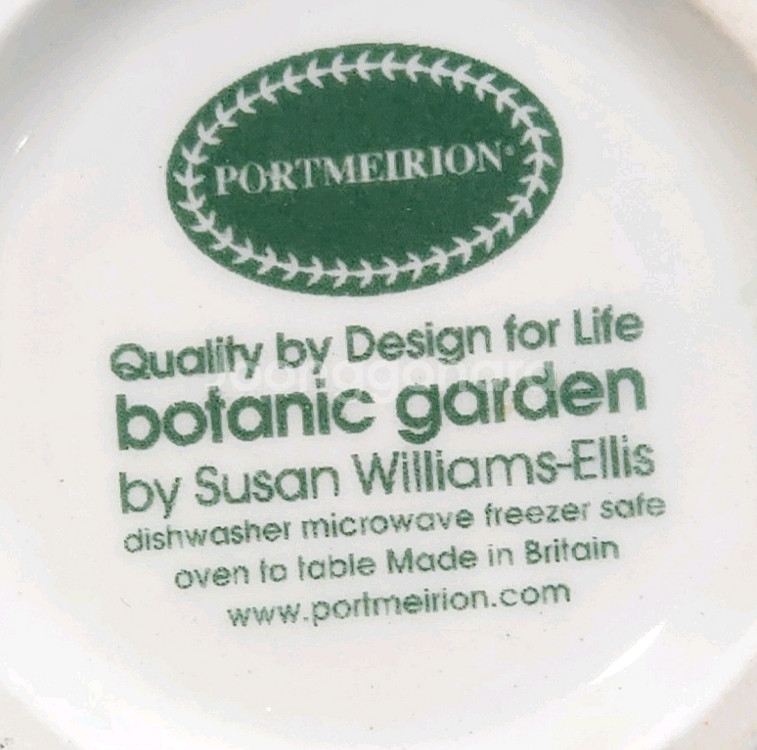 PORTMEIRION®
Quality by Design for Life
botanic garden
by Susan Williams-Ellis
dishwasher microwave freezer safe
oven to table Made in Britain
www.portmeirion.com